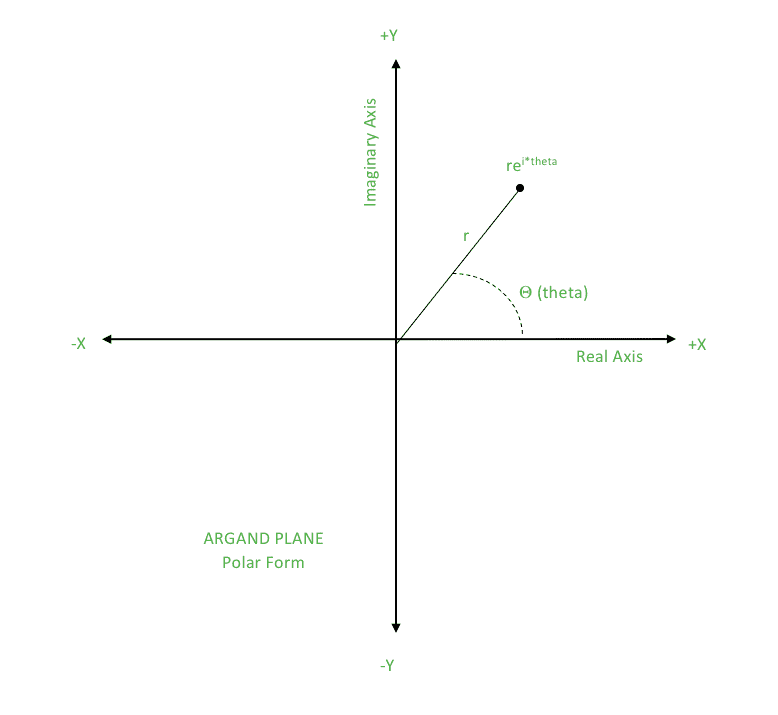 +Y
Imaginary Axis
re^i*theta
r
Θ (theta)
-X
+X
Real Axis
ARGAND PLANE
Polar Form
-Y